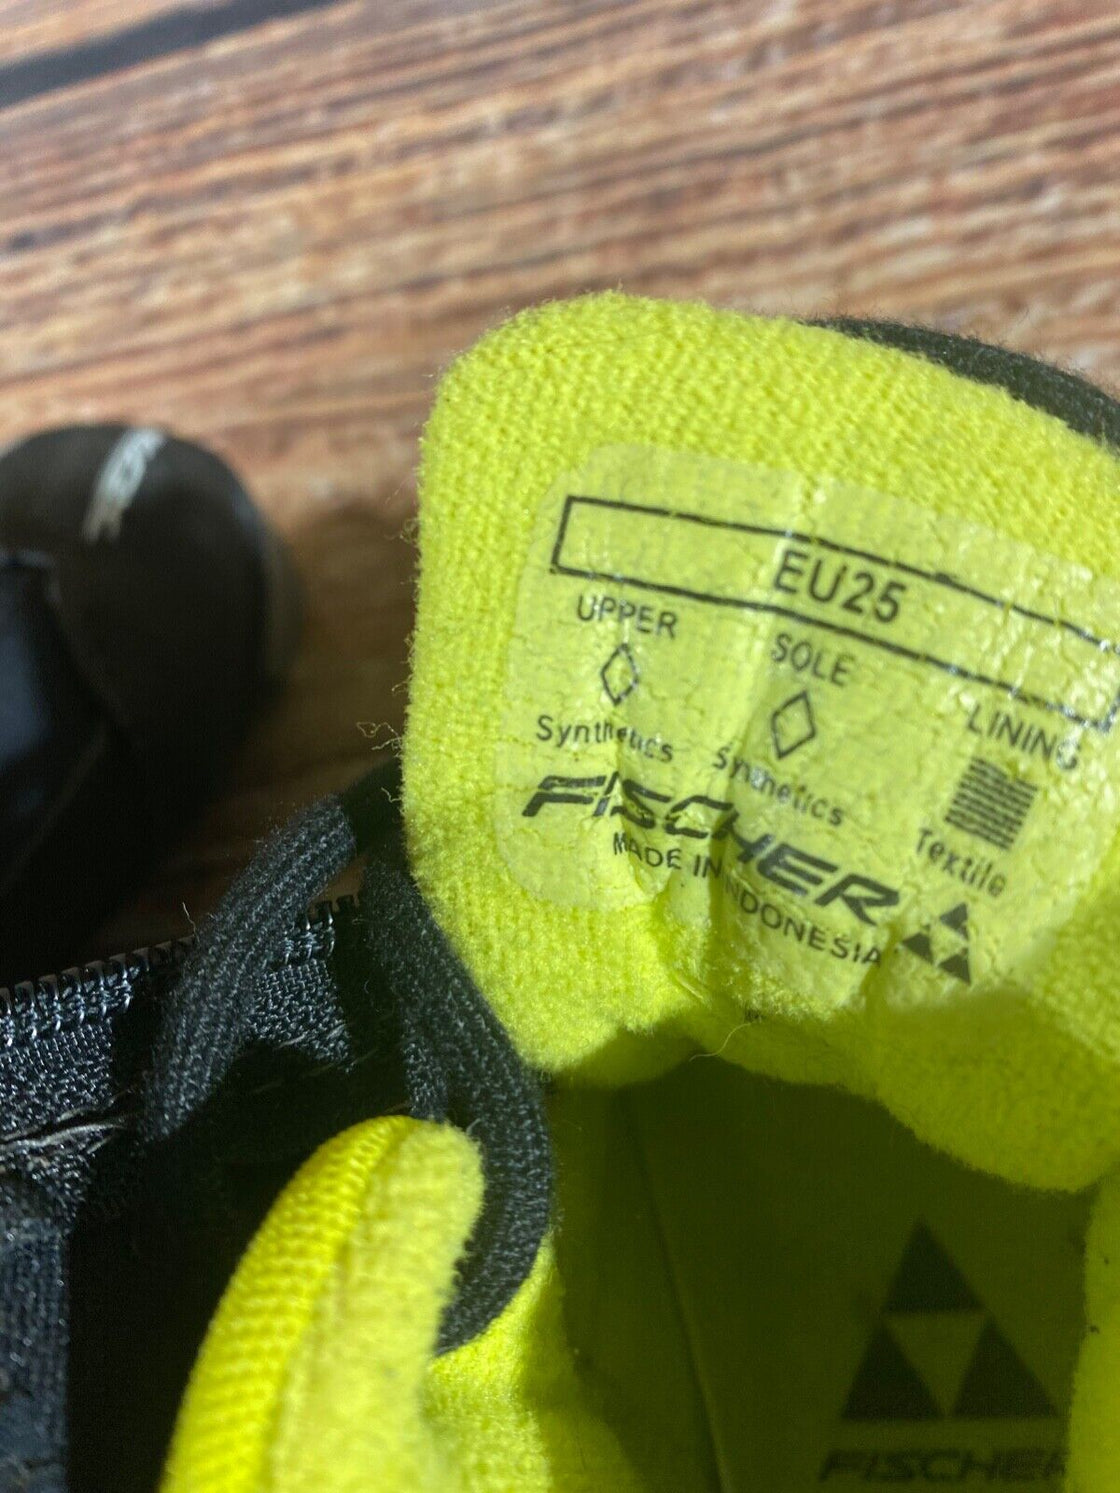 EU25
UPPER SOLE LINING
Synthetics Synthetics Textile
FISCHER
MADE IN INDONESIA
FISCHER